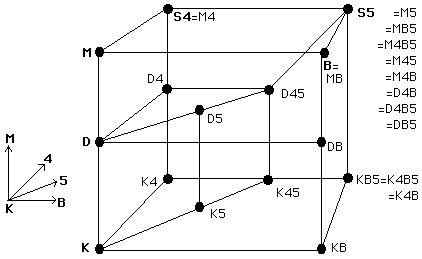 S4=M4
S5
=M5
=MB5
=M4B5
=M45
=M4B
=D4B
=D4B5
=DB5
M
B=
MB
D4
D45
D
D5
DB
M
4
5
K
B
K4
K45
KB5=K4B5
=K4B
K5
K
KB